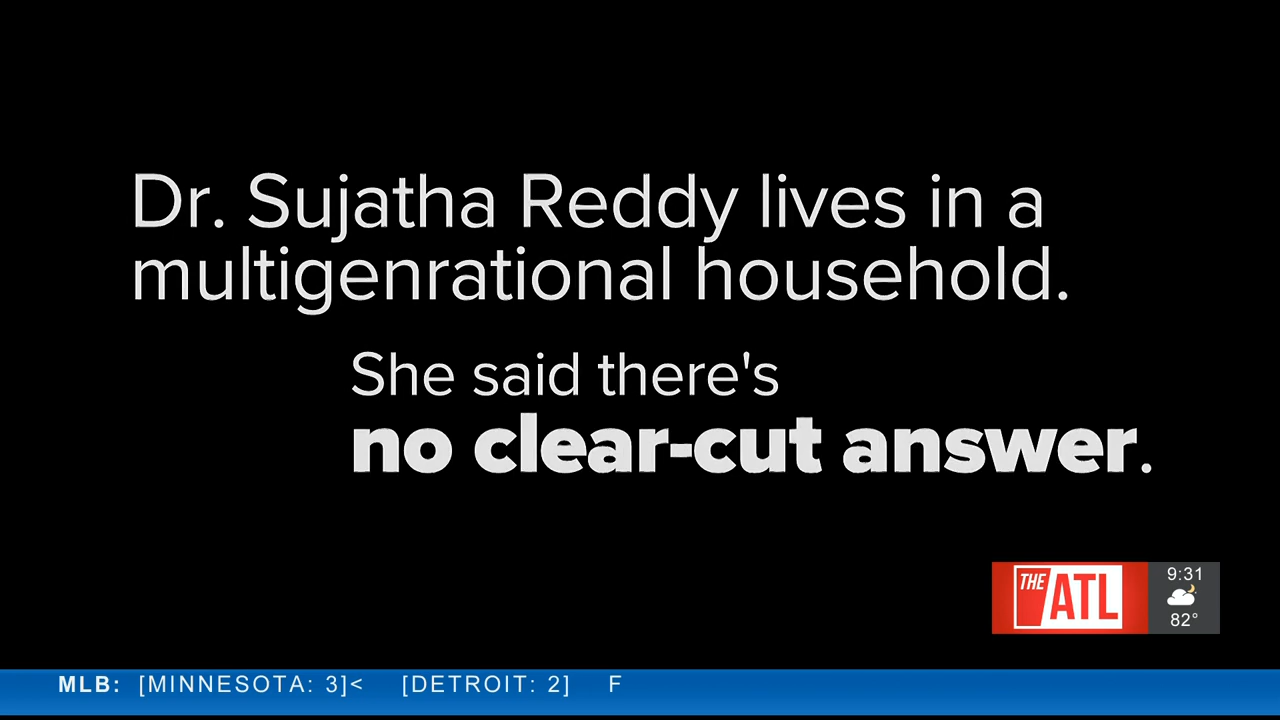 Dr. Sujatha Reddy lives in a
multigenrational household.
She said there's
no clear-cut answer.
THE ATL
9:31
82°
MLB: [MINNESOTA: 3]< [DETROIT: 2] F